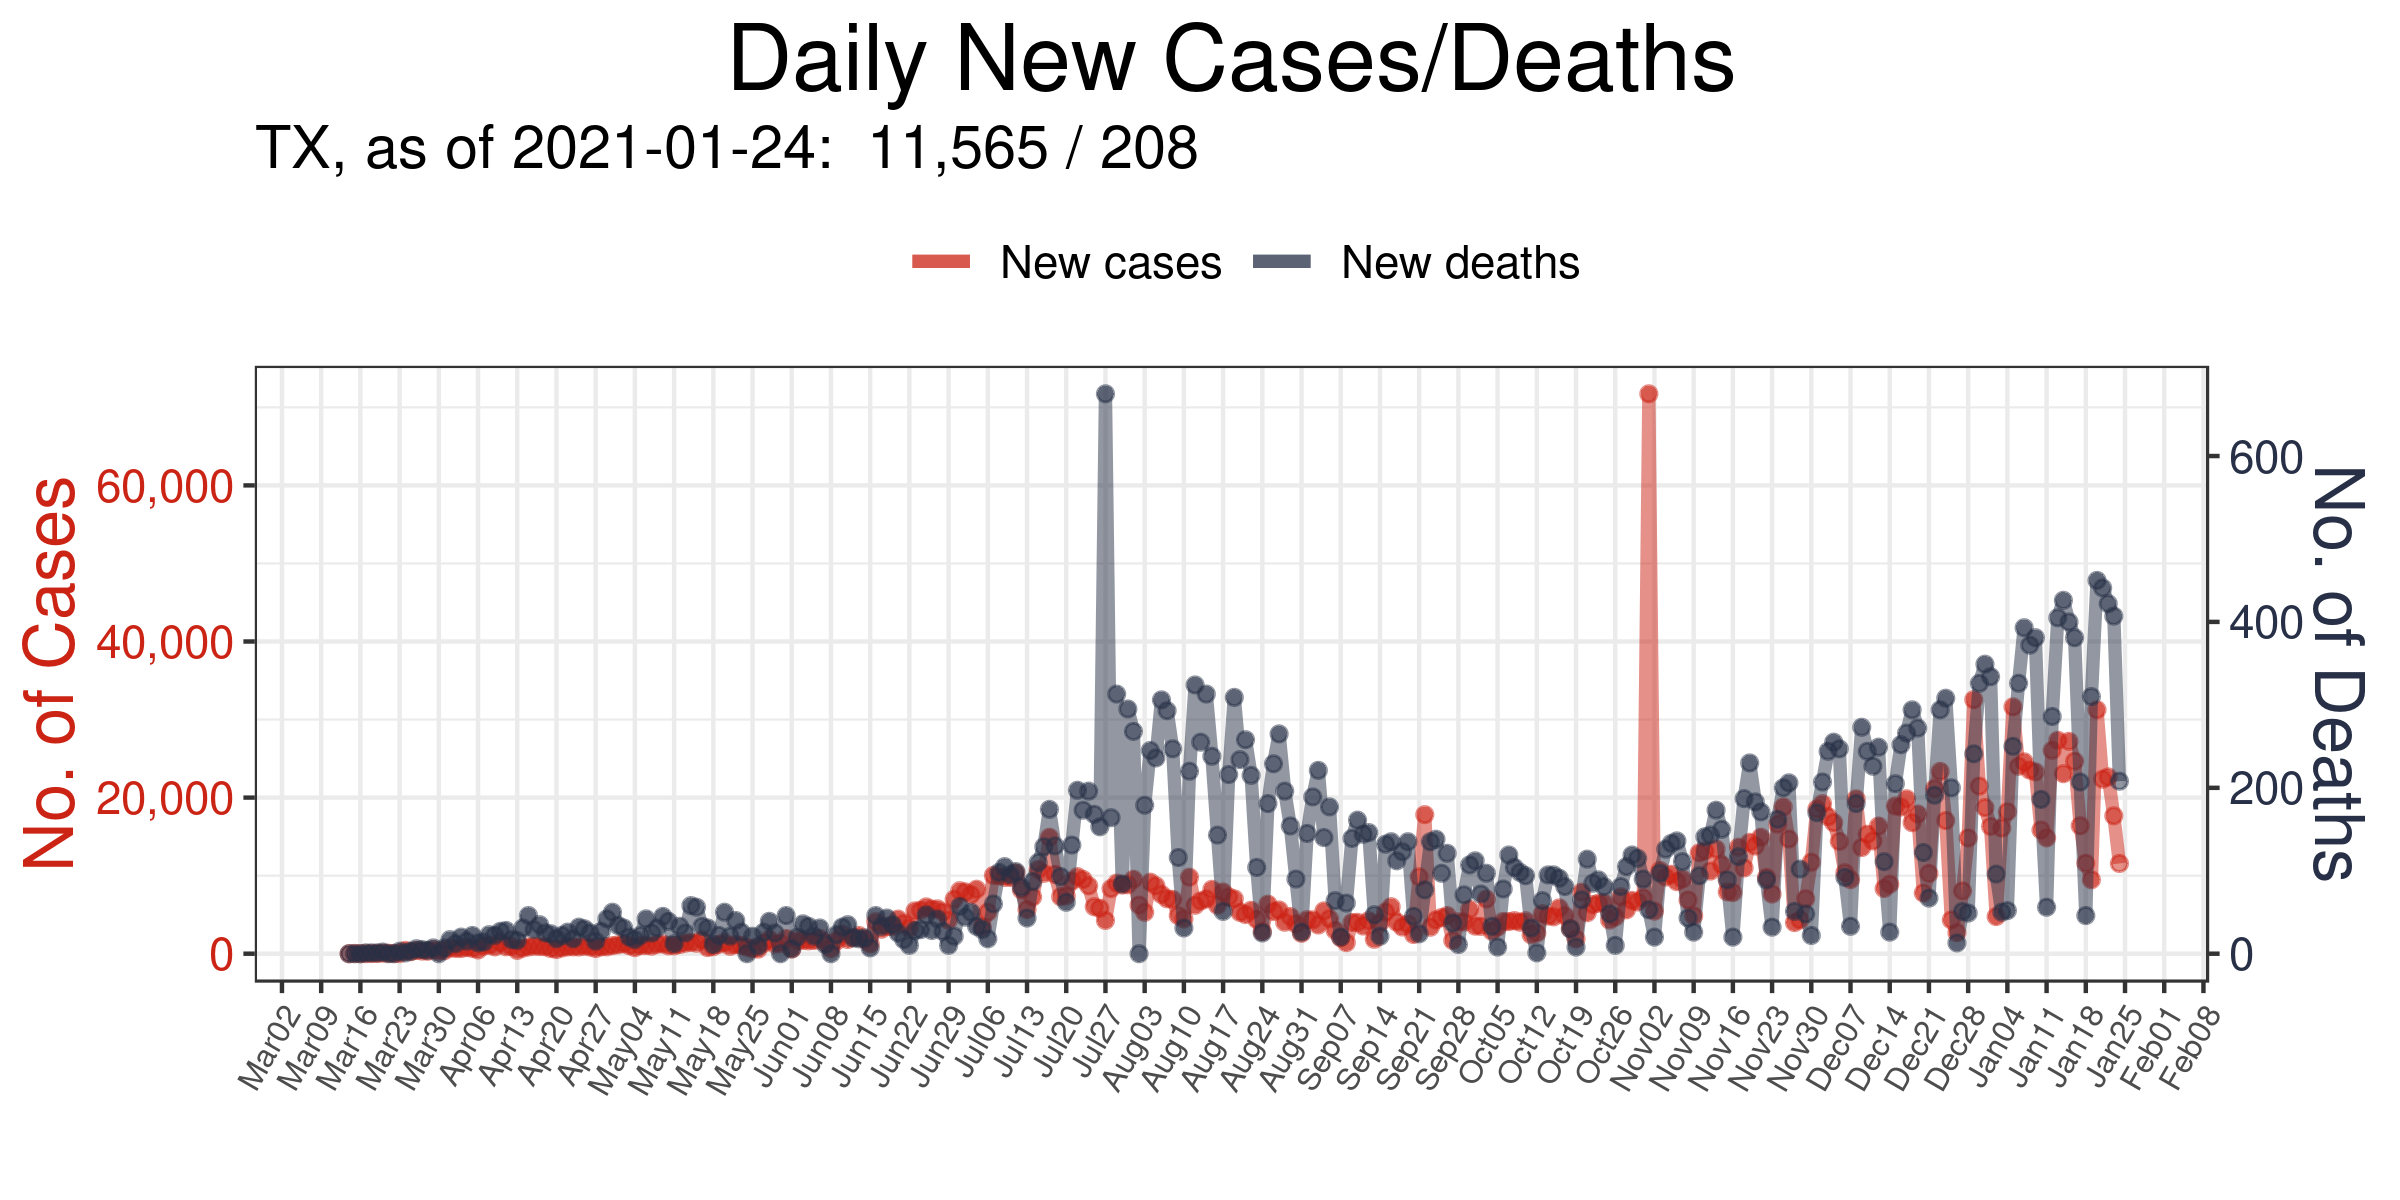 Daily New Cases/Deaths
TX, as of 2021-01-24:  11,565 / 208
New cases New deaths
No. of Cases
60,000
40,000
20,000
0
600
400
200
0
No. of Deaths
Mar02 Mar09 Mar16 Mar23 Mar30 Apr06 Apr13 Apr20 Apr27 May04 May11 May18 May25 Jun01 Jun08 Jun15 Jun22 Jun29 Jul06 Jul13 Jul20 Jul27 Aug03 Aug10 Aug17 Aug24 Aug31 Sep07 Sep14 Sep21 Sep28 Oct05 Oct12 Oct19 Oct26 Nov02 Nov09 Nov16 Nov23 Nov30 Nov07 Dec14 Dec21 Dec28 Dec04 Jan11 Jan18 Jan25 Feb01 Feb08